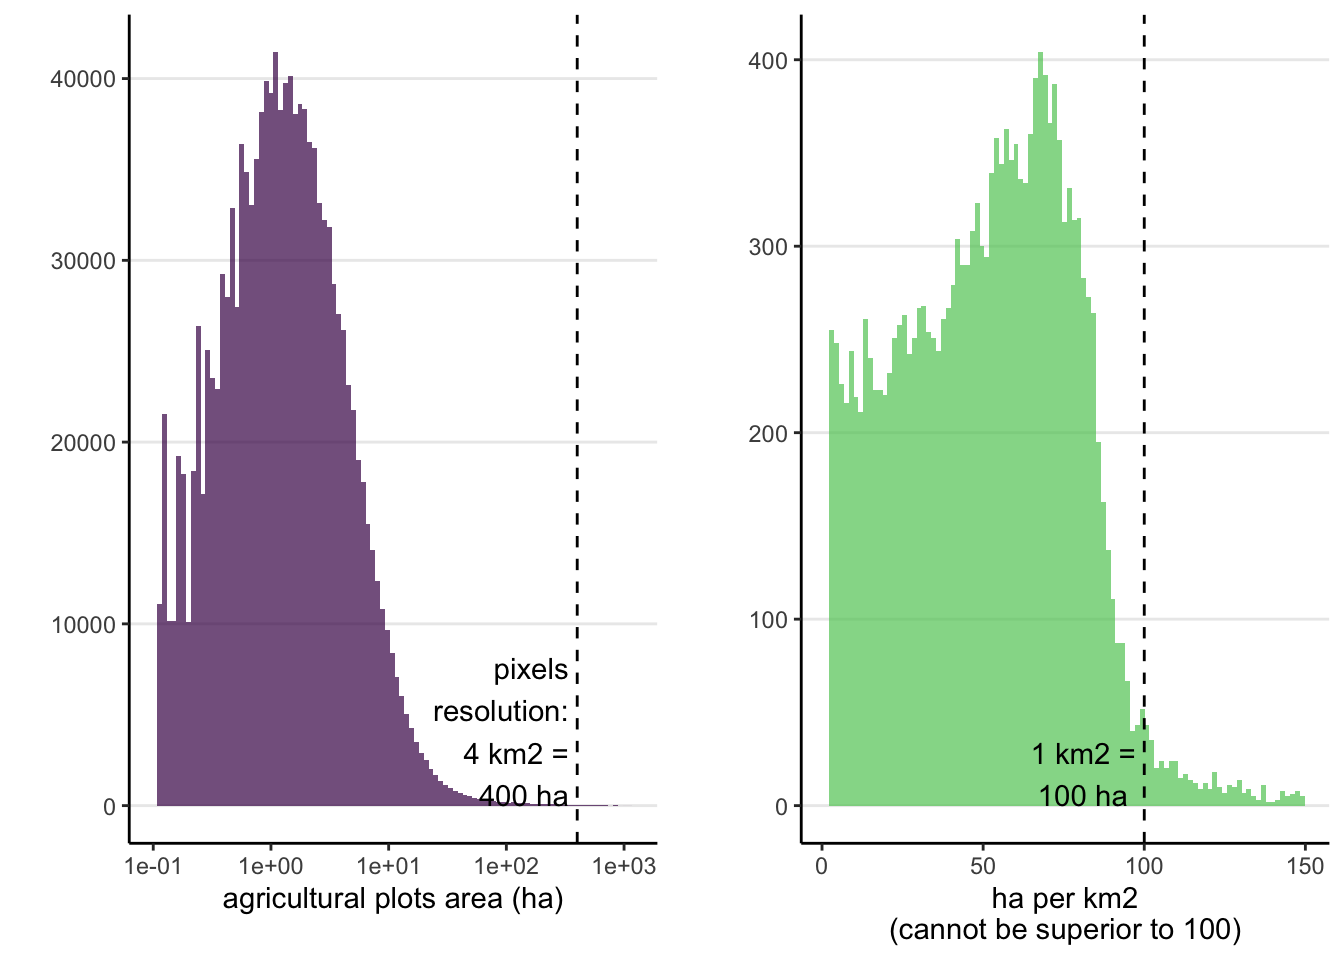 40000
30000
20000
10000
0
pixels
resolution:
4 km2 =
400 ha
1e-01 1e+00 1e+01 1e+02 1e+03
agricultural plots area (ha)
400
300
200
100
0
1 km2 =
100 ha
0 50 100 150
ha per km2
(cannot be superior to 100)